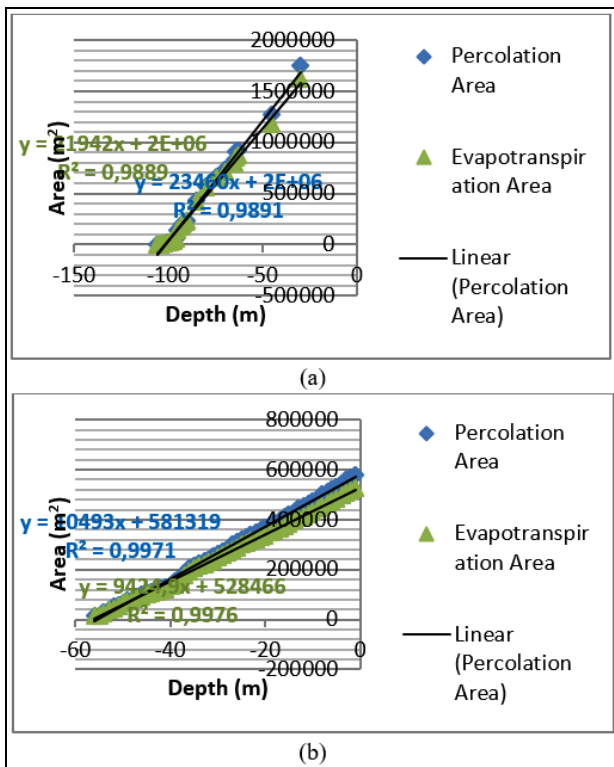 2000000
1500000
1000000
500000
0
-500000
-150
-100
-50
0
Area (m²)
Depth (m)
y = 21942x + 2E+06
R² = 0,9889
y = 23460x + 2E+06
R² = 0,9891
Percolation
Area
Evapotranspir
ation Area
Linear
(Percolation
Area)
(a)
800000
600000
400000
200000
0
-200000
-60
-40
-20
0
Area (m²)
Depth (m)
y = 10493x + 581319
R² = 0,9971
y = 9424,9x + 528466
R² = 0,9976
Percolation
Area
Evapotranspir
ation Area
Linear
(Percolation
Area)
(b)